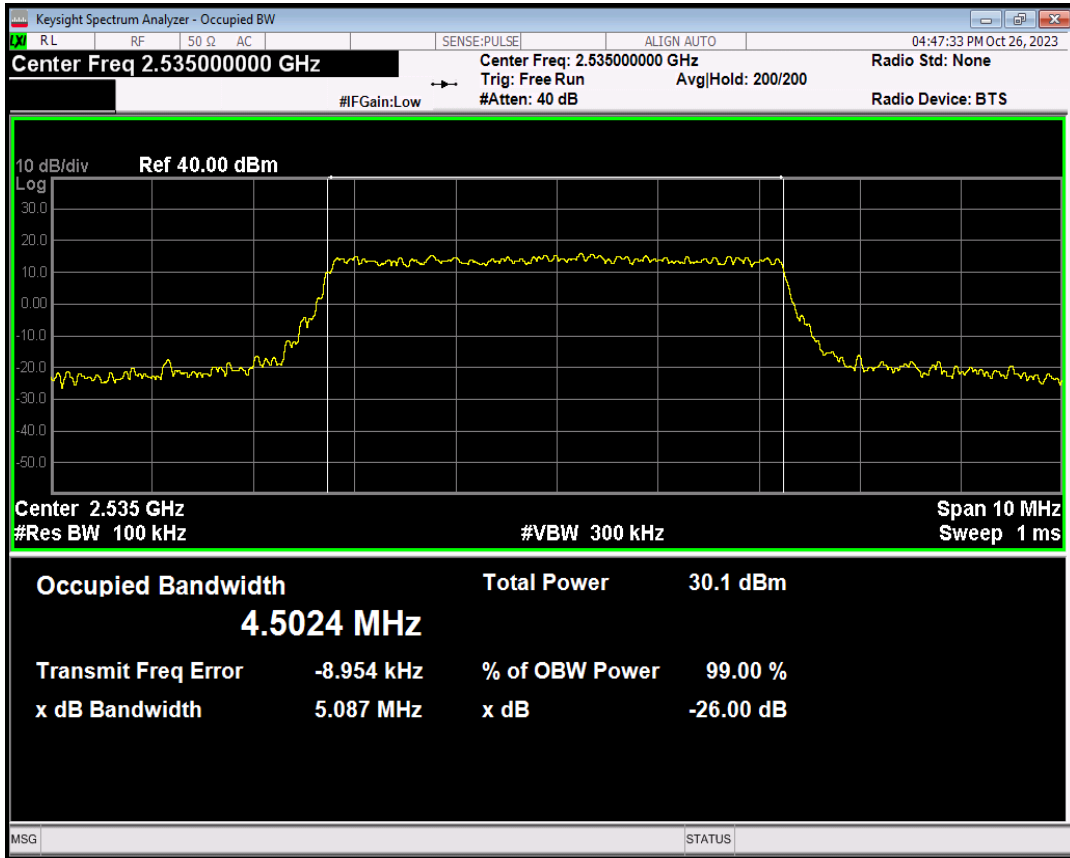 Keysight Spectrum Analyzer - Occupied BW
LXI RL RF 50 Ω AC SENSE:PULSE ALIGN AUTO 04:47:33 PM Oct 26, 2023
Center Freq 2.535000000 GHz Center Freq: 2.535000000 GHz Radio Std: None
Trig: Free Run Avg|Hold: 200/200
#IFGain:Low #Atten: 40 dB Radio Device: BTS
10 dB/div Ref 40.00 dBm
Log
30.0
20.0
10.0
0.00
-10.0
-20.0
-30.0
-40.0
-50.0
Center 2.535 GHz Span 10 MHz
#Res BW 100 kHz #VBW 300 kHz Sweep 1 ms
Occupied Bandwidth Total Power 30.1 dBm
4.5024 MHz
Transmit Freq Error -8.954 kHz % of OBW Power 99.00 %
x dB Bandwidth 5.087 MHz x dB -26.00 dB
MSG STATUS